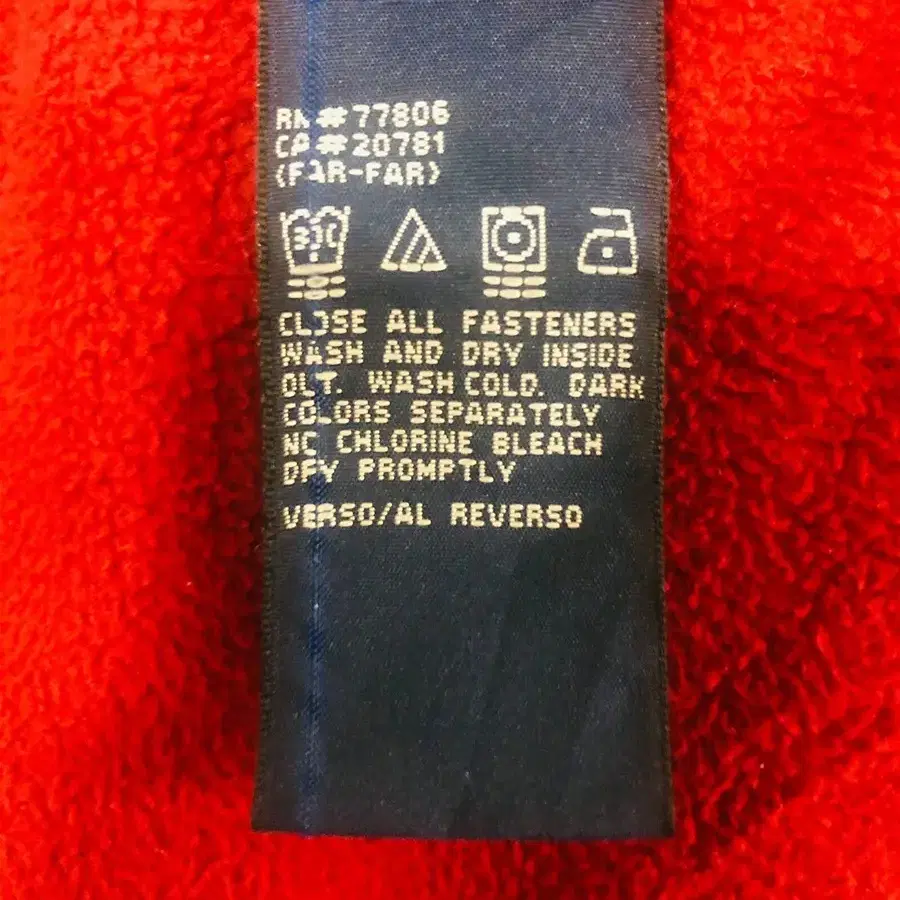 RN#77806
CA#20781
(FAR-FAR)
30C
CLOSE ALL FASTENERS
WASH AND DRY INSIDE
OUT. WASH COLD. DARK
COLORS SEPARATELY
NO CHLORINE BLEACH
DRY PROMPTLY
VERSO/AL REVERSO